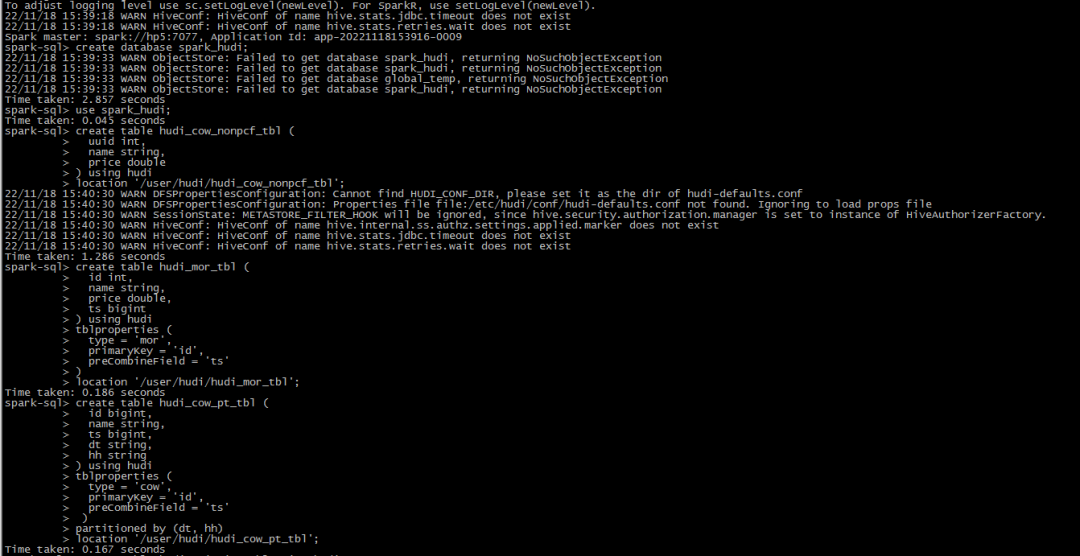 To adjust logging level use sc.setLogLevel(newLevel). For SparkR, use setLogLevel(newLevel).
22/11/18 15:39:18 WARN HiveConf: HiveConf of name hive.stats.jdbc.timeout does not exist
22/11/18 15:39:18 WARN HiveConf: HiveConf of name hive.stats.retries.wait does not exist
Spark master: spark://hp5:7077, Application Id: app-20221118153916-0009
spark-sql> create database spark_hudi;
22/11/18 15:39:33 WARN ObjectStore: Failed to get database spark_hudi, returning NoSuchObjectException
22/11/18 15:39:33 WARN ObjectStore: Failed to get database spark_hudi, returning NoSuchObjectException
22/11/18 15:39:33 WARN ObjectStore: Failed to get database global_temp, returning NoSuchObjectException
22/11/18 15:39:33 WARN ObjectStore: Failed to get database spark_hudi, returning NoSuchObjectException
Time taken: 2.857 seconds
spark-sql> use spark_hudi;
Time taken: 0.045 seconds
spark-sql> create table hudi_cow_nonpcf_tbl (
         >   uuid int,
         >   name string,
         >   price double
         > ) using hudi
         > location '/user/hudi/hudi_cow_nonpcf_tbl';
22/11/18 15:40:30 WARN DFSPropertiesConfiguration: Cannot find HUDI_CONF_DIR, please set it as the dir of hudi-defaults.conf
22/11/18 15:40:30 WARN DFSPropertiesConfiguration: Properties file file:/etc/hudi/conf/hudi-defaults.conf not found. Ignoring to load props file
22/11/18 15:40:30 WARN SessionState: METASTORE_FILTER_HOOK will be ignored, since hive.security.authorization.manager is set to instance of HiveAuthorizerFactory.
22/11/18 15:40:30 WARN HiveConf: HiveConf of name hive.internal.ss.authz.settings.applied.marker does not exist
22/11/18 15:40:30 WARN HiveConf: HiveConf of name hive.stats.jdbc.timeout does not exist
22/11/18 15:40:30 WARN HiveConf: HiveConf of name hive.stats.retries.wait does not exist
Time taken: 1.286 seconds
spark-sql> create table hudi_mor_tbl (
         >   id int,
         >   name string,
         >   price double,
         >   ts bigint
         > ) using hudi
         > tblproperties (
         >   type = 'mor',
         >   primaryKey = 'id',
         >   preCombineField = 'ts'
         > )
         > location '/user/hudi/hudi_mor_tbl';
Time taken: 0.186 seconds
spark-sql> create table hudi_cow_pt_tbl (
         >   id bigint,
         >   name string,
         >   ts bigint,
         >   dt string,
         >   hh string
         > ) using hudi
         > tblproperties (
         >   type = 'cow',
         >   primaryKey = 'id',
         >   preCombineField = 'ts'
         >  )
         > partitioned by (dt, hh)
         > location '/user/hudi/hudi_cow_pt_tbl';
Time taken: 0.167 seconds